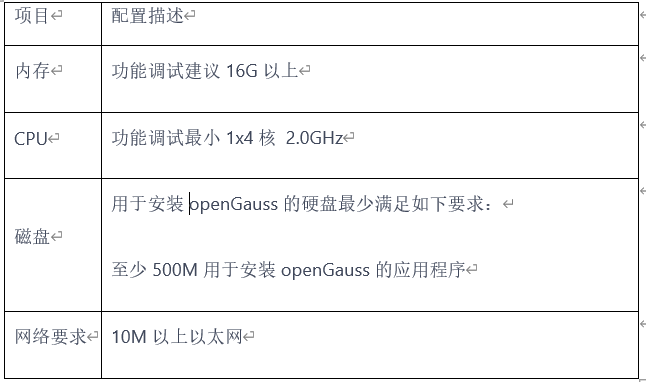 项目 配置描述
内存 功能调试建议 16G 以上
CPU 功能调试最小 1x4 核 2.0GHz
用于安装 openGauss 的硬盘最少满足如下要求：
磁盘
至少 500M 用于安装 openGauss 的应用程序
网络要求 10M 以上以太网